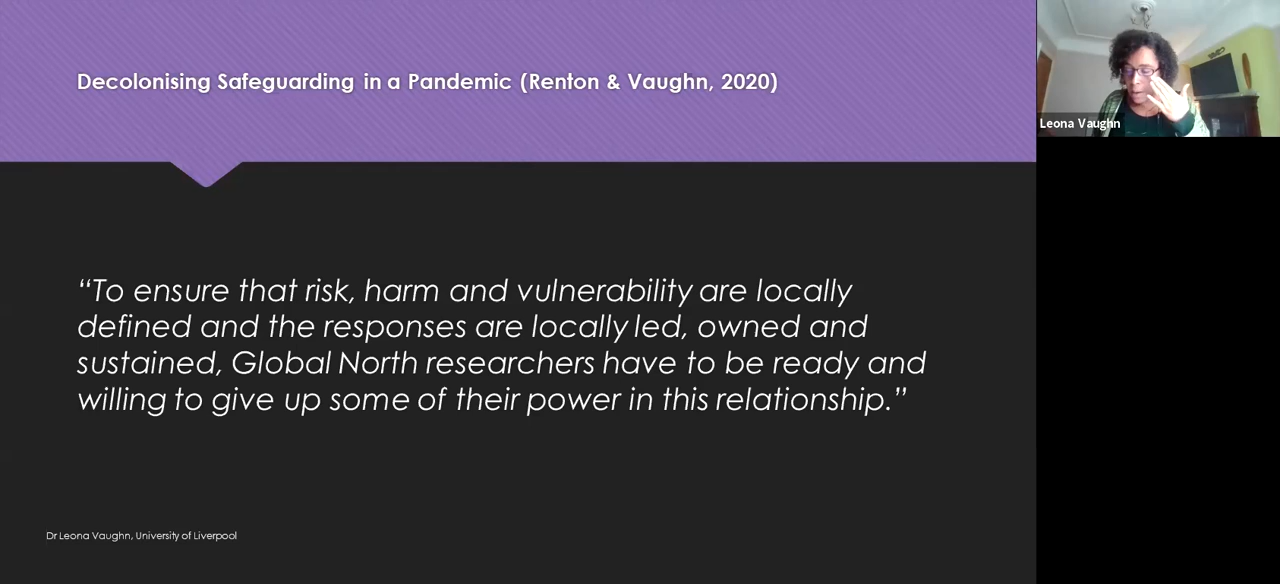 Decolonising Safeguarding in a Pandemic (Renton & Vaughn, 2020)
Leona Vaughn
“To ensure that risk, harm and vulnerability are locally
defined and the responses are locally led, owned and
sustained, Global North researchers have to be ready and
willing to give up some of their power in this relationship.”
Dr Leona Vaughn, University of Liverpool